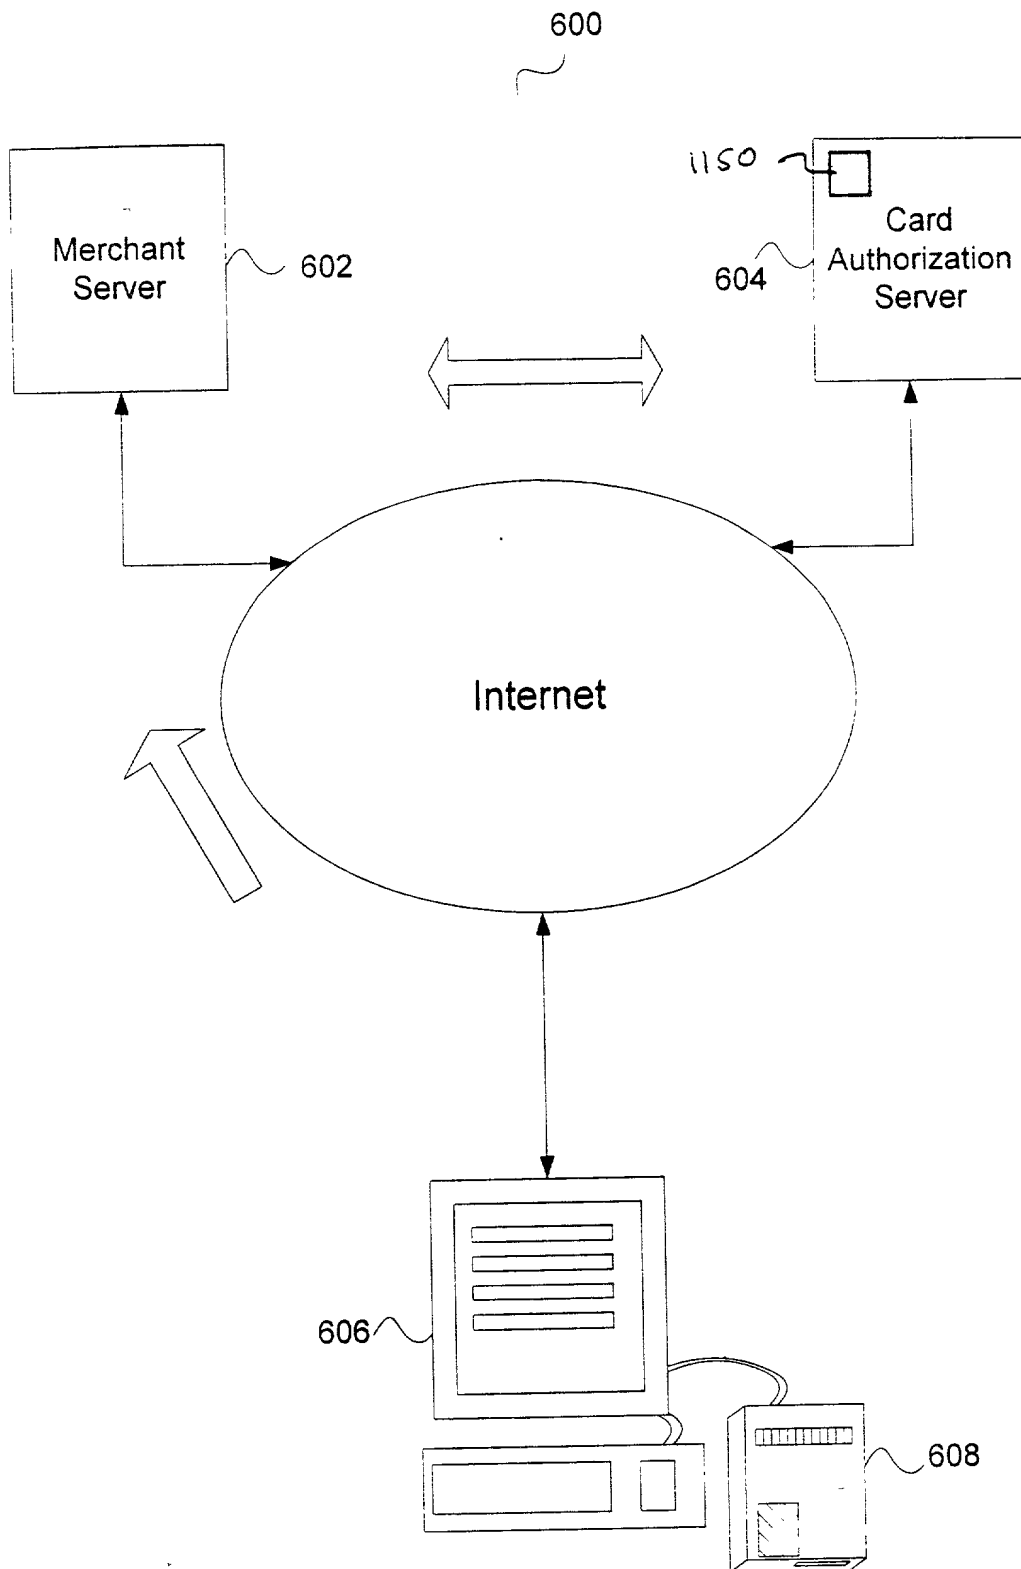 600
Merchant
Server
602
1150
Card
Authorization
Server
604
Internet
606
608